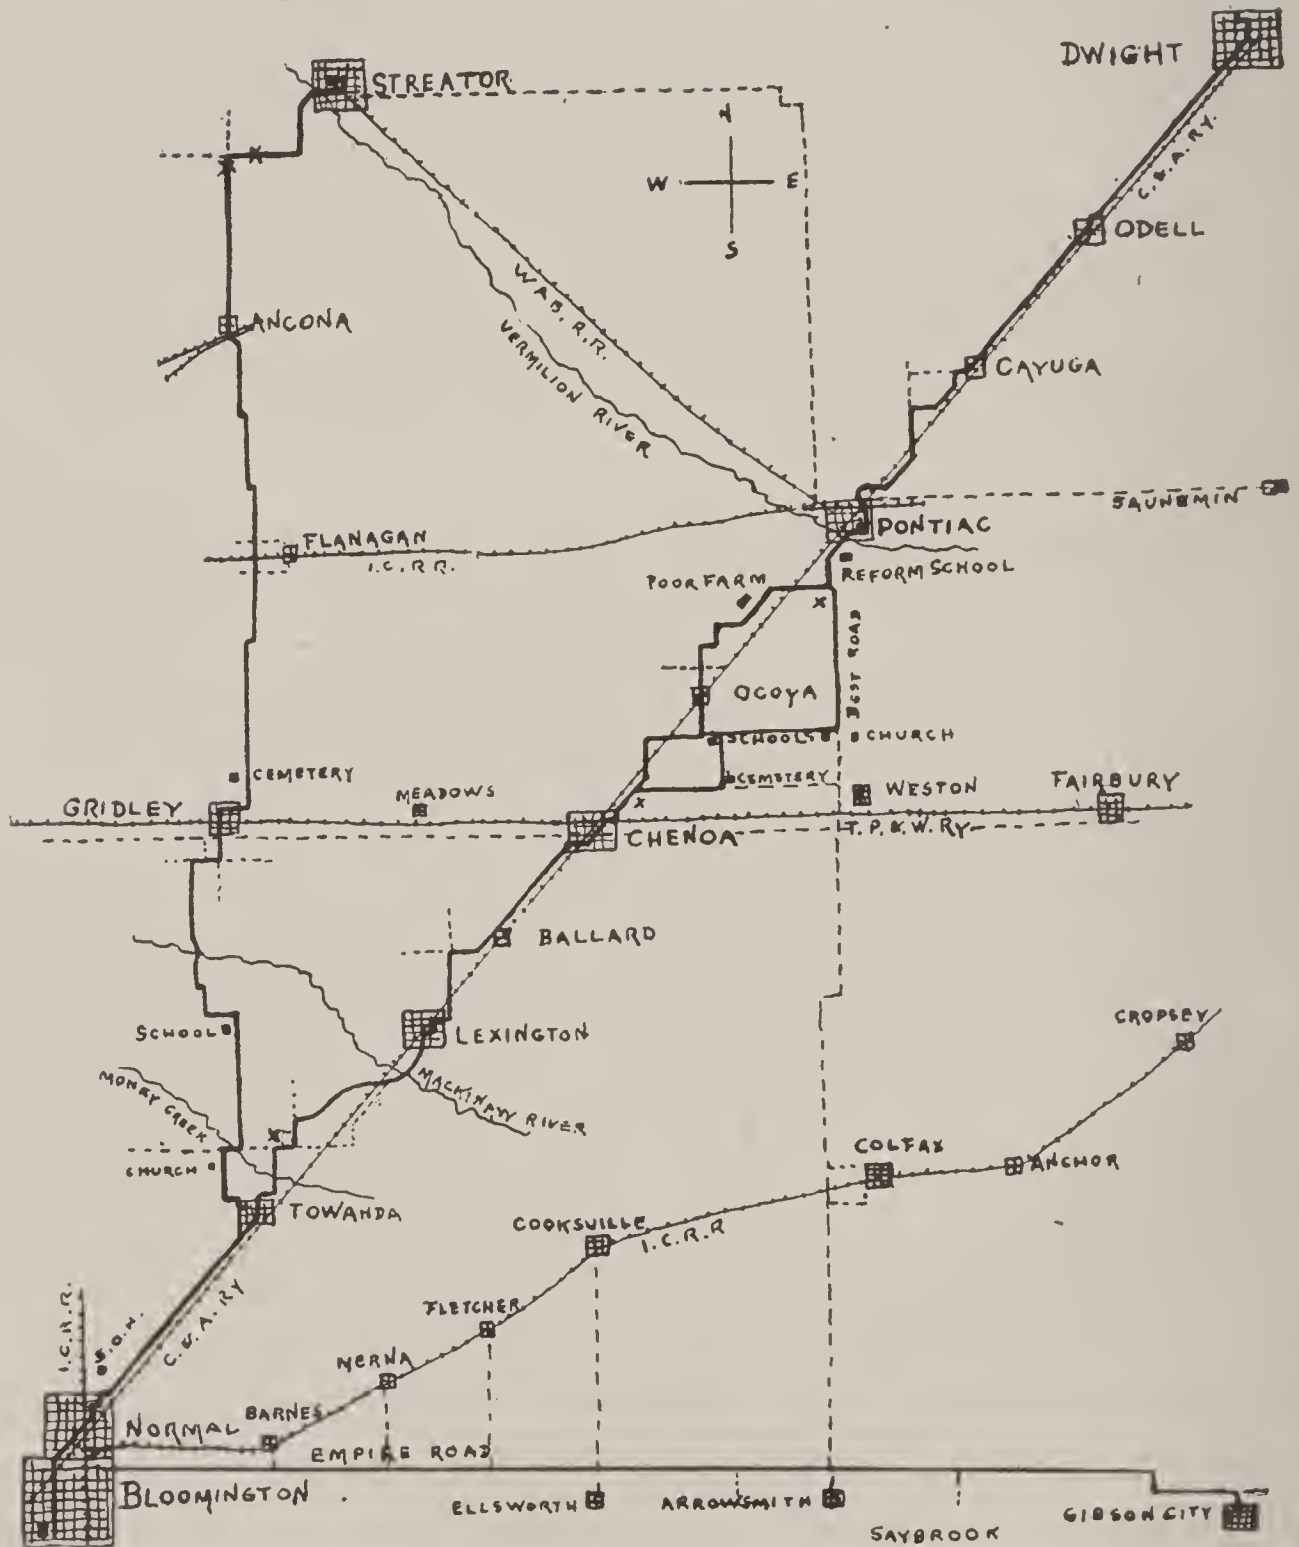 DWIGHT
STREATOR
N
W E
S
C. & A. RY.
ODELL
WAB. R.R.
ANCONA
VERMILION RIVER
CAYUGA
SAUNEMIN
PONTIAC
FLANAGAN
I.C.R.R.
REFORM SCHOOL
POOR FARM
BEST ROAD
OCOYA
SCHOOLS
CHURCH
CEMETERY
CEMETERY
MEADOWS
WESTON
FAIRBURY
GRIDLEY
CHENOA
T. P. & W. RY
BALLARD
SCHOOL
LEXINGTON
CROPSEY
MONEY CREEK
MACKINAW RIVER
CHURCH
COLFAX
ANCHOR
TOWANDA
COOKSVILLE
I.C.R.R
FLETCHER
I.C.R.R.
S.O.H.
C. & A. RY
MERNA
NORMAL
BARNES
EMPIRE ROAD
BLOOMINGTON .
ELLSWORTH
ARROWSMITH
GIBSON CITY
SAYBROOK